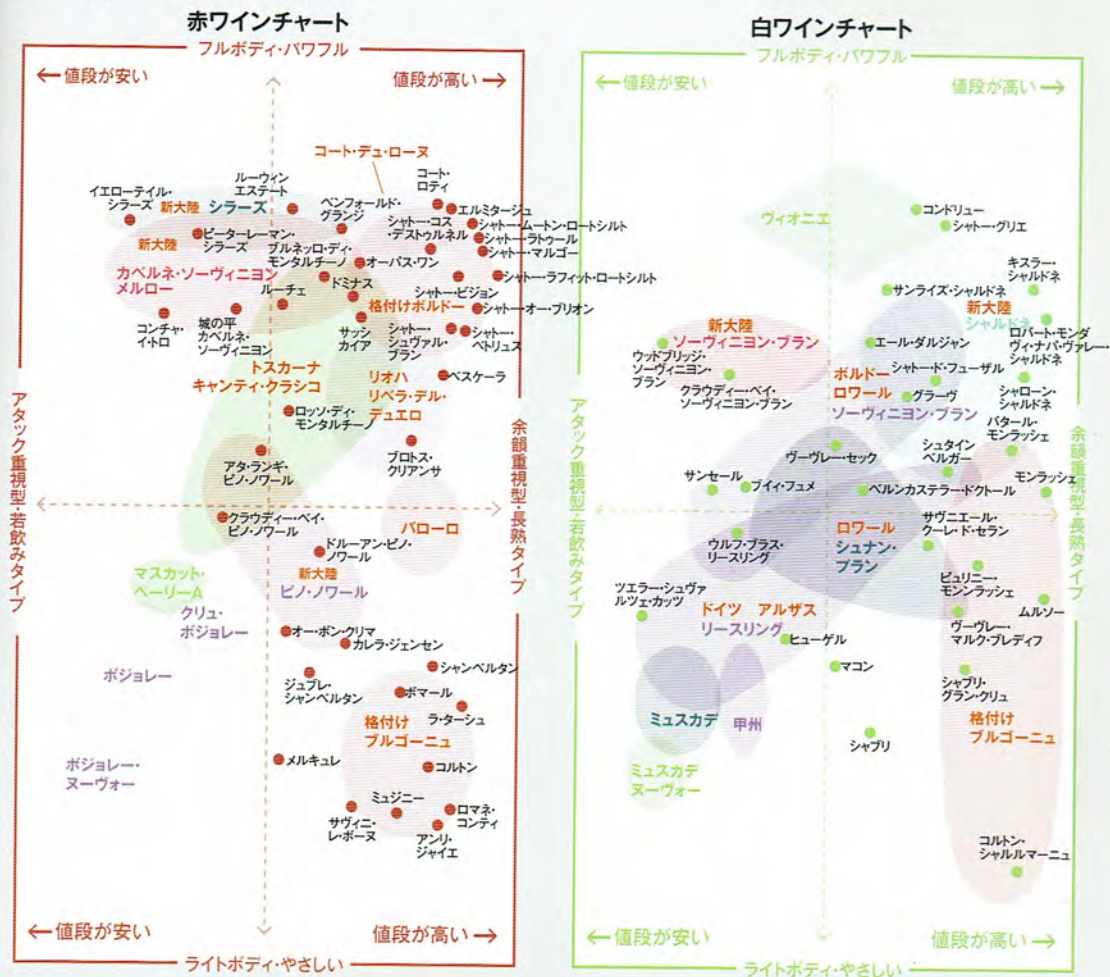 赤ワインチャート
フルボディ・パワフル
←値段が安い
値段が高い→
コート・デュ・ローヌ
ルーウィン
エステート
コート・
ロティ
イエローテイル・
シラーズ
新大陸
シラーズ
ペンフォールド・
グランジ
エルミタージュ
シャトー・コス
・デストゥルネル
シャトー・ムートン・ロートシルト
シャトー・ラトゥール
シャトー・マルゴー
新大陸
ピーターレーマン・
シラーズ
ブルネッロ・ディ・
モンタルチーノ
オーパス・ワン
カベルネ・ソーヴィニヨン
メルロー
ルーチェ
ドミナス
シャトー・ラフィット・ロートシルト
シャトー・ピジョン
格付けボルドー
シャトー・オー・ブリオン
コンチャ・
イ・トロ
城の平
カベルネ・
ソーヴィニヨン
サッシ
カイア
シャトー・
シュヴァル・
ブラン
シャトー・
ペトリュス
トスカーナ
キャンティ・クラシコ
リオハ
リベラ・デル・
デュエロ
ベスケーラ
ロッソ・ディ・
モンタルチーノ
プロトス・
クリアンサ
アタ・ランギ・
ピノ・ノワール
アタック重視型・若飲みタイプ
余韻重視型・長熟タイプ
クラウディー・ベイ・
ピノ・ノワール
バローロ
ドルーアン・ピノ・
ノワール
マスカット・
ベーリーA
新大陸
ピノ・ノワール
クリュ・
ボジョレー
オー・ボン・クリマ
カレラ・ジェンセン
ボジョレー
ジュブレ・
シャンベルタン
シャンベルタン
ポマール
ラ・ターシュ
格付け
ブルゴーニュ
ボジョレー・
ヌーヴォー
メルキュレ
コルトン
ミュジニー
サヴィニ・
レ・ボーヌ
ロマネ・
コンティ
アンリ・
ジャイエ
←値段が安い
値段が高い→
ライトボディ・やさしい
白ワインチャート
フルボディ・パワフル
←値段が安い
値段が高い→
ヴィオニエ
コンドリュー
シャトー・グリエ
キスラー・
シャルドネ
サンライズ・シャルドネ
新大陸
シャルドネ
ロバート・モンダ
ヴィ・ナパ・ヴァレー・
シャルドネ
新大陸
ソーヴィニヨン・ブラン
エール・ダルジャン
ウッドブリッジ・
ソーヴィニヨン・
ブラン
クラウディー・ベイ・
ソーヴィニヨン・ブラン
ボルドー
ロワール
ソーヴィニヨン・ブラン
シャトー・ド・フューザル
グラーヴ
シャローン・
シャルドネ
バタール・
モンラッシェ
ヴーヴレー・セック
シュタイン
ベルガー
サンセール
プイィ・フュメ
ベルンカステラー・ドクトール
モンラッシェ
アタック重視型・若飲みタイプ
余韻重視型・長熟タイプ
ウルフ・ブラス・
リースリング
ロワール
シュナン・
ブラン
サヴニエール・
クーレ・ド・セラン
ピュリニー・
モンンラッシェ
ツエラー・シュヴァ
ルツェ・カッツ
ドイツ アルザス
リースリング
ヒューゲル
ムルソー
ヴーヴレー・
マルク・ブレディフ
マコン
シャブリ・
グラン・クリュ
ミュスカデ
甲州
シャブリ
格付け
ブルゴーニュ
ミュスカデ
ヌーヴォー
コルトン・
シャルルマーニュ
←値段が安い
値段が高い→
ライトボディ・やさしい